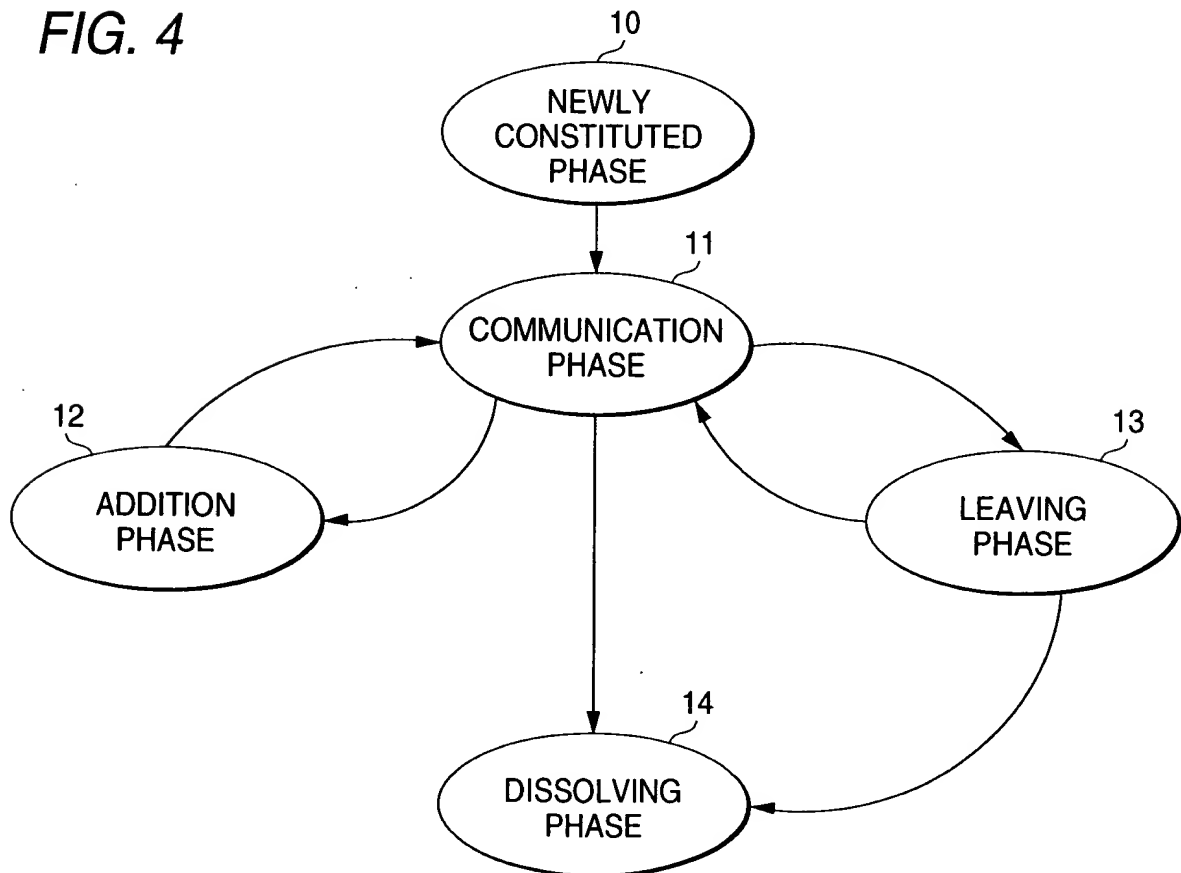 FIG. 4
10
NEWLY
CONSTITUTED
PHASE
11
COMMUNICATION
PHASE
12
ADDITION
PHASE
13
LEAVING
PHASE
14
DISSOLVING
PHASE